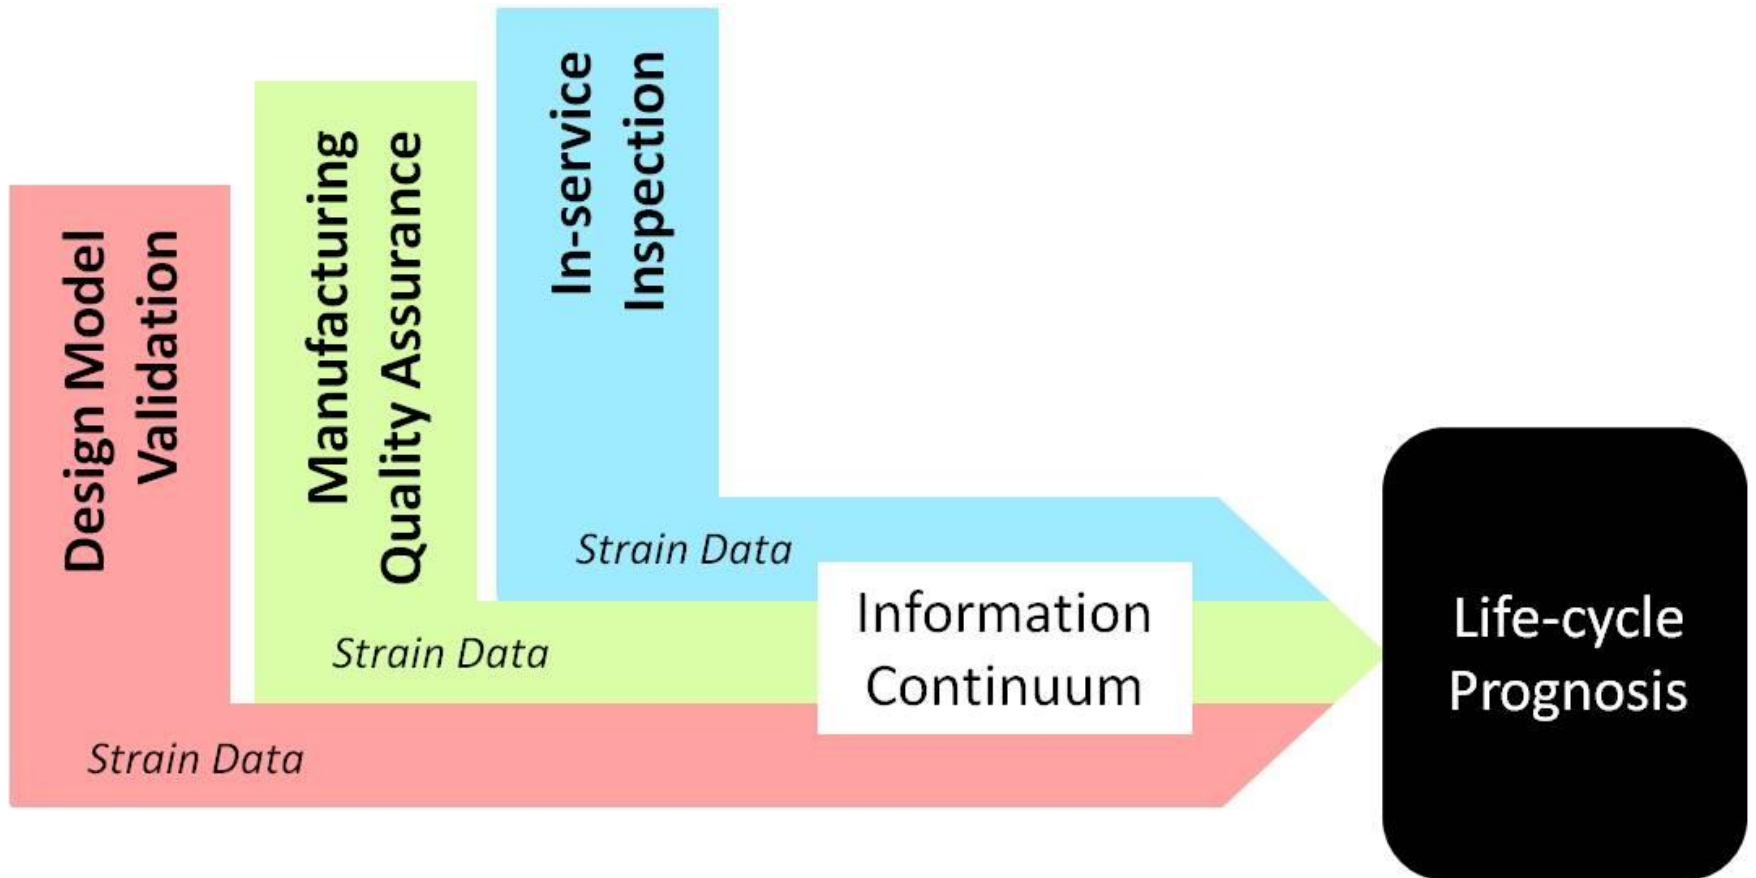 Design Model
Validation
Strain Data
Manufacturing
Quality Assurance
Strain Data
In-service
Inspection
Strain Data
Information
Continuum
Life-cycle
Prognosis